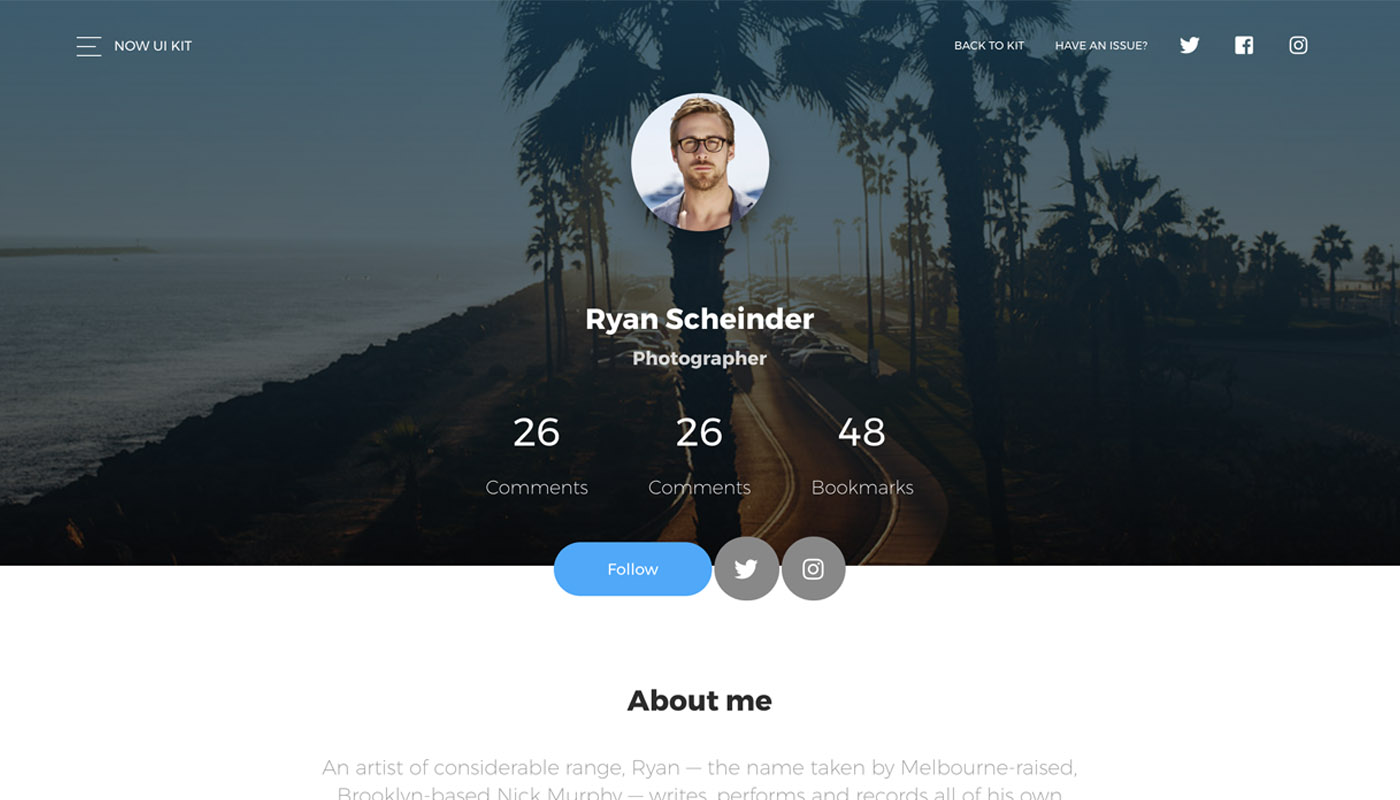 NOW UI KIT
BACK TO KIT HAVE AN ISSUE?
Ryan Scheinder
Photographer
26 26 48
Comments Comments Bookmarks
Follow
About me
An artist of considerable range, Ryan — the name taken by Melbourne-raised,
Brooklyn-based Nick Murphy — writes, performs and records all of his own